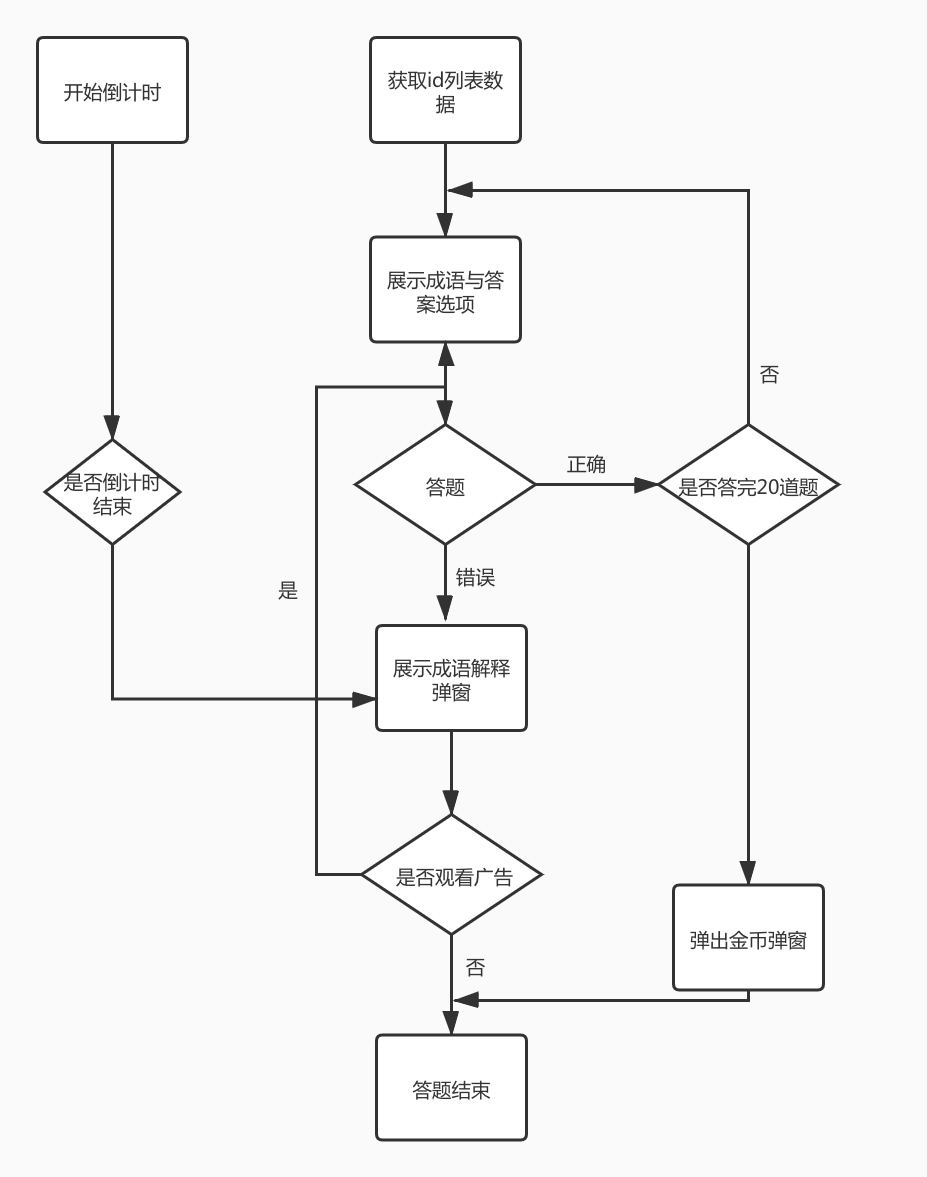 开始倒计时
获取id列表数
据
展示成语与答
案选项
否
是否倒计时
结束
答题
正确
是否答完20道题
错误
是
展示成语解释
弹窗
是否观看广告
弹出金币弹窗
否
答题结束